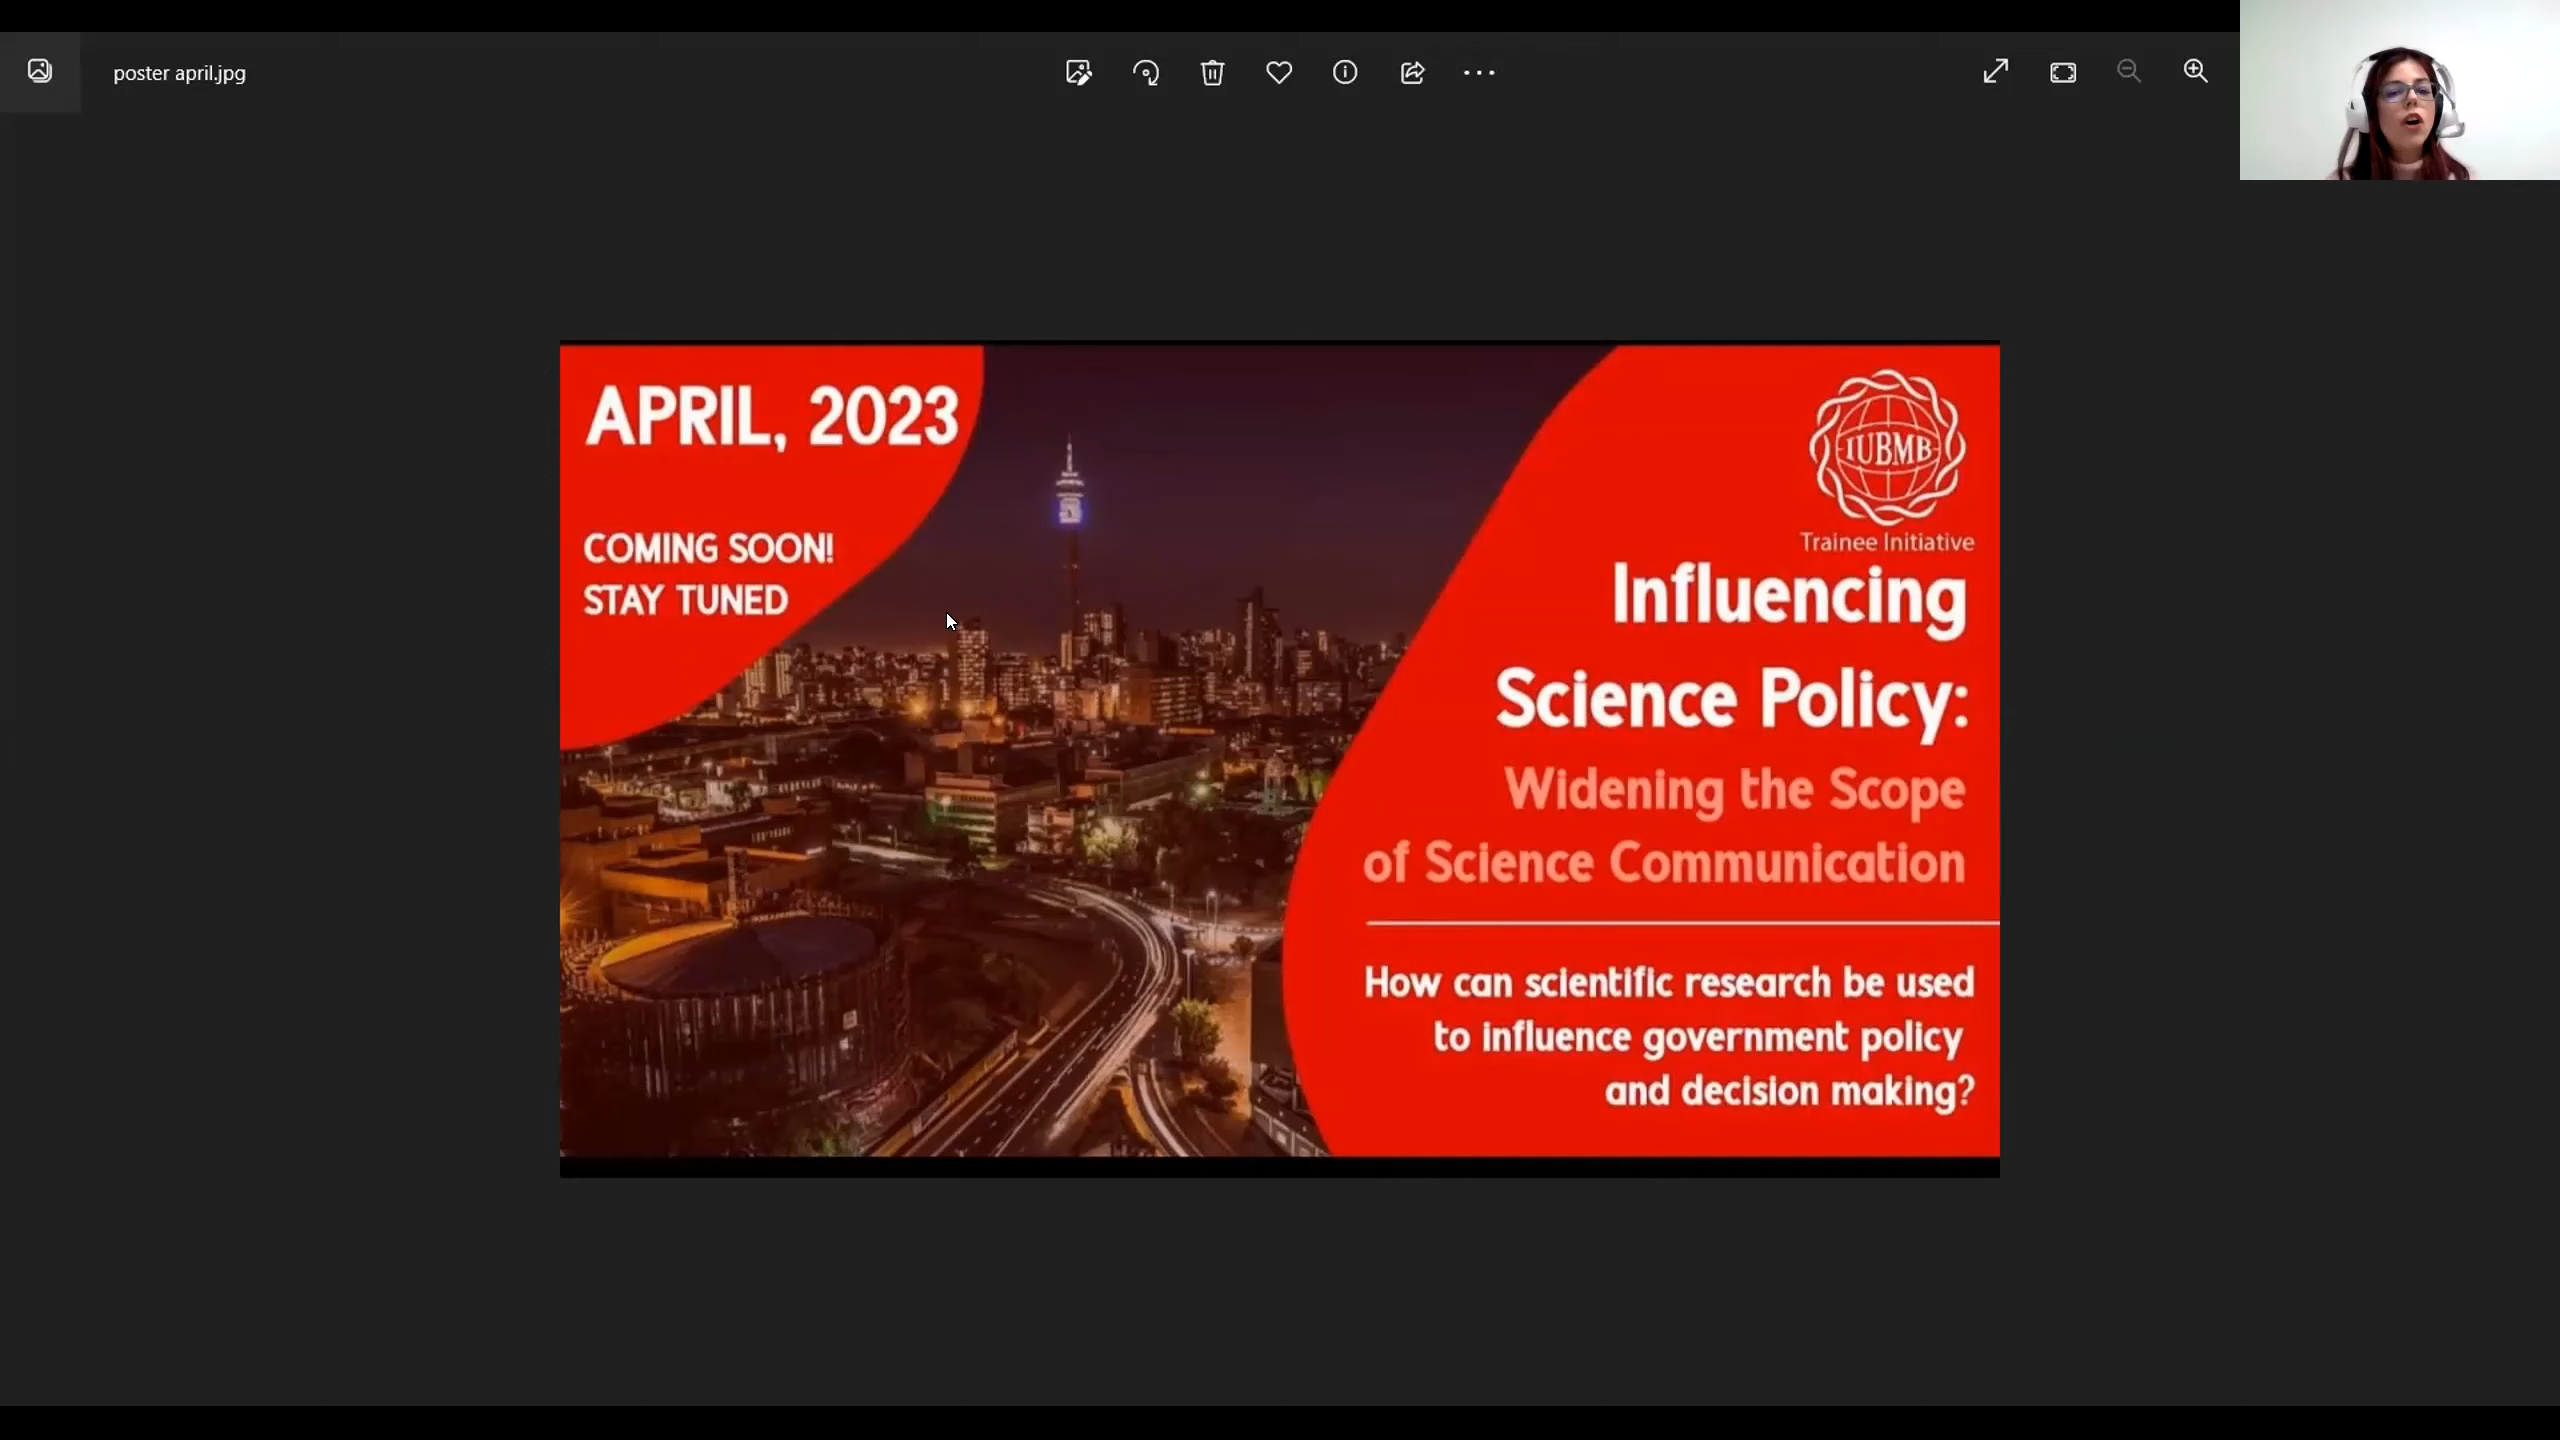 poster april.jpg
APRIL, 2023
COMING SOON!
STAY TUNED
IUBMB
Trainee Initiative
Influencing
Science Policy:
Widening the Scope
of Science Communication
How can scientific research be used
to influence government policy
and decision making?